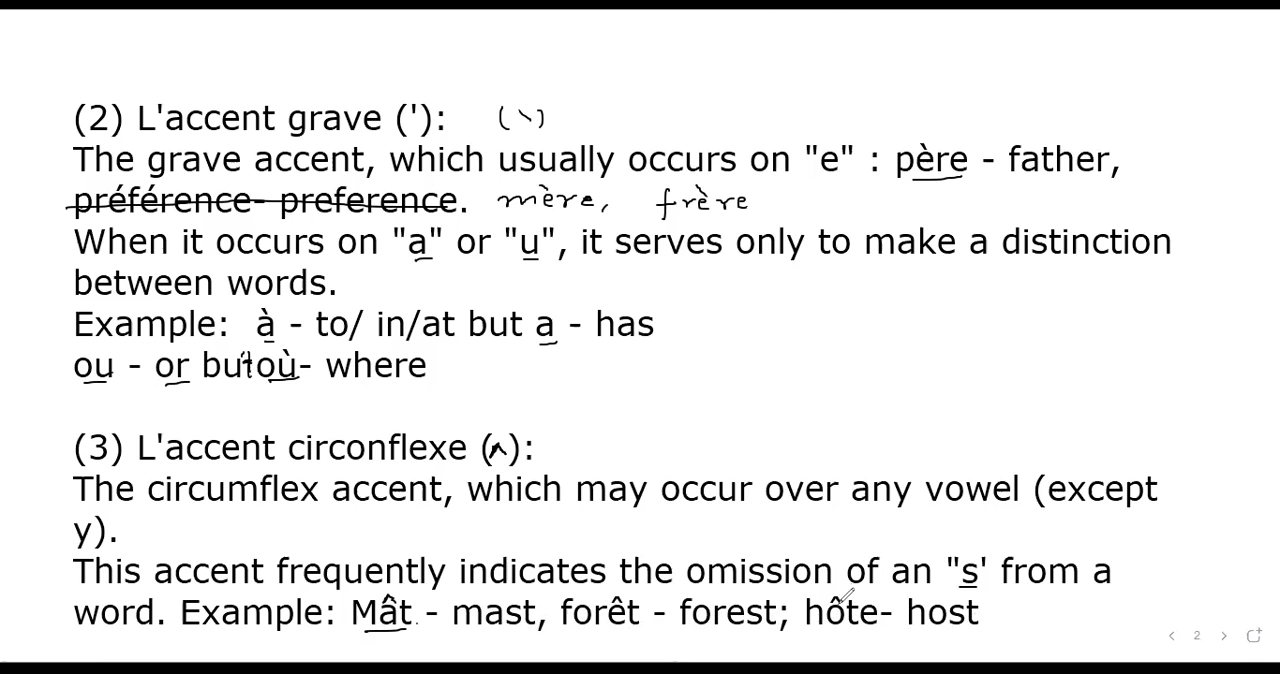 (2) L'accent grave ('): (ˋ)
The grave accent, which usually occurs on "e" : père - father,
préférence- preference. mère, frère
When it occurs on "a" or "u", it serves only to make a distinction
between words.
Example: à - to/ in/at but a - has
ou - or but où- where
(3) L'accent circonflexe (^):
The circumflex accent, which may occur over any vowel (except
y).
This accent frequently indicates the omission of an "s' from a
word. Example: Mât - mast, forêt - forest; hôte- host
2